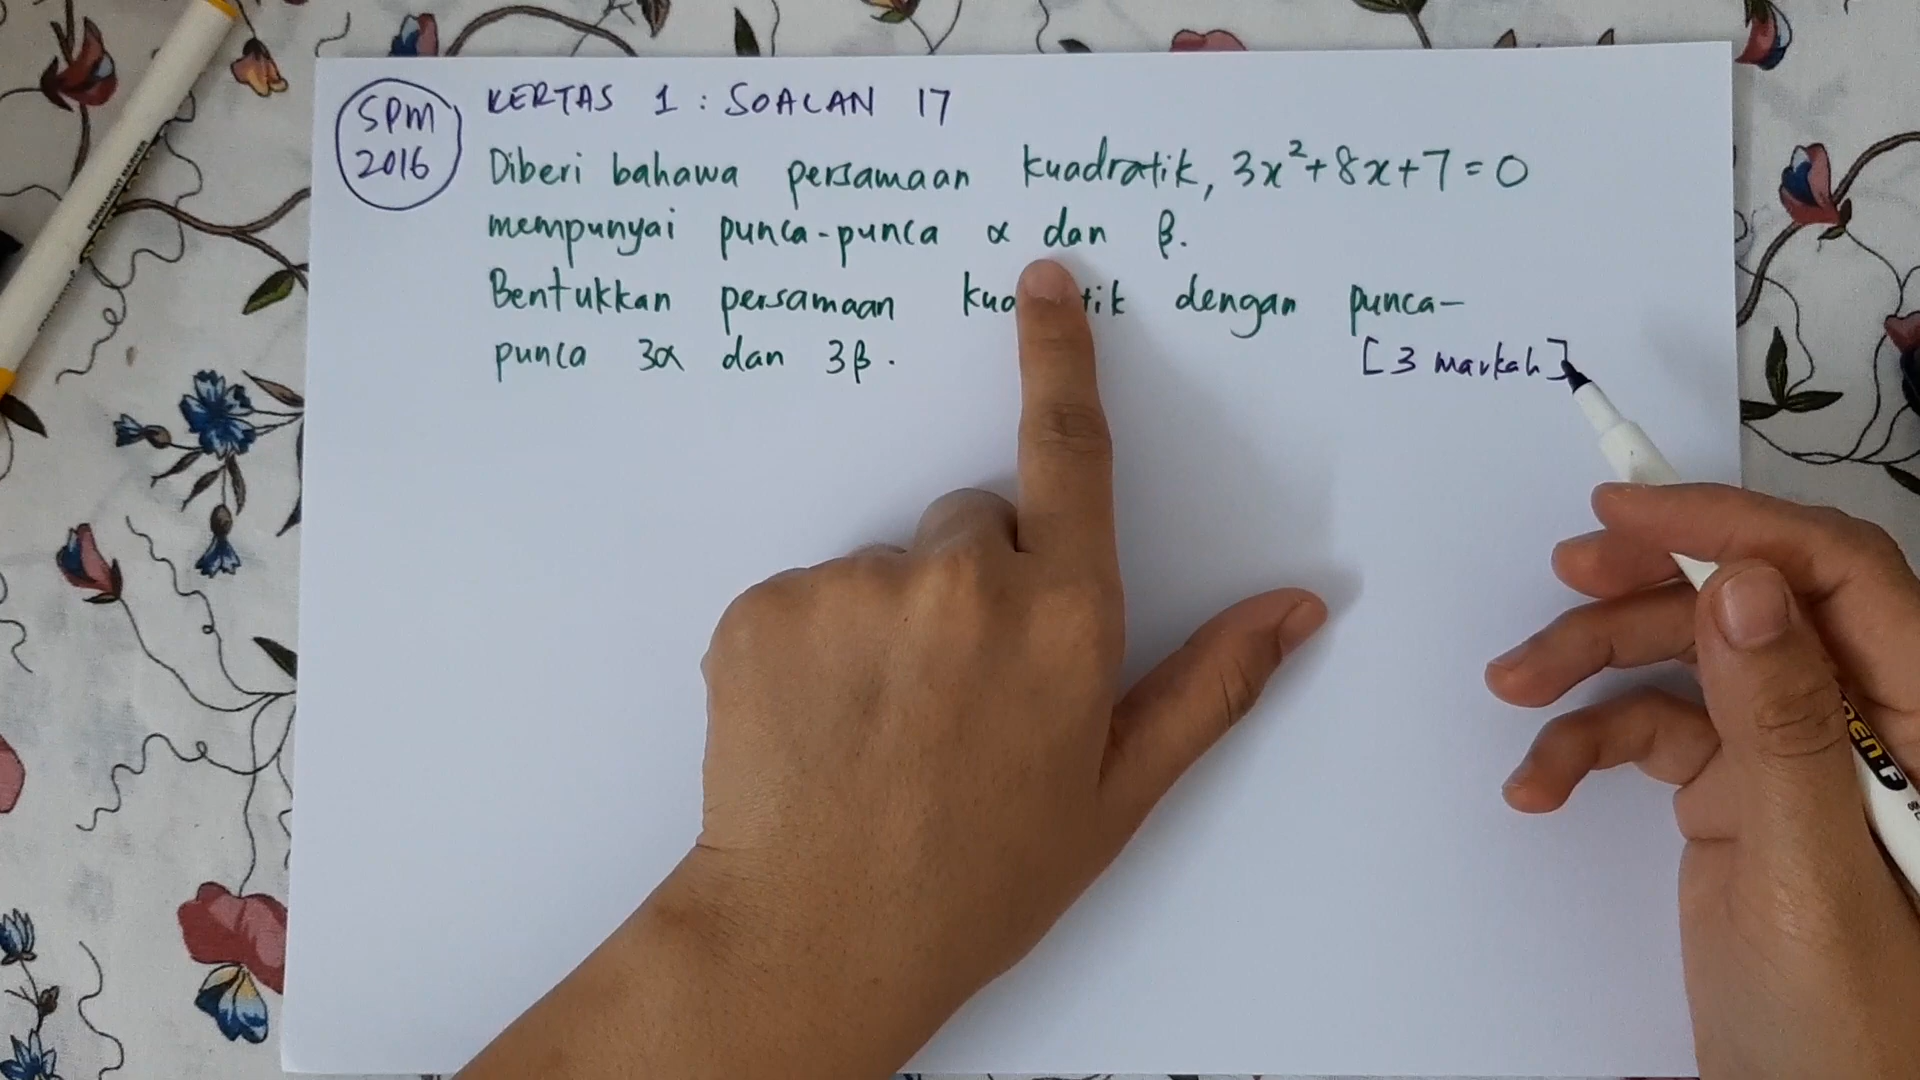 SPM
2016
KERTAS 1 : SOALAN 17
Diberi bahawa persamaan kuadratik, 3x²+8x+7=0
mempunyai punca-punca α dan β.
Bentukkan persamaan dengan punca-
punca 3α dan 3β.
[3 markah]